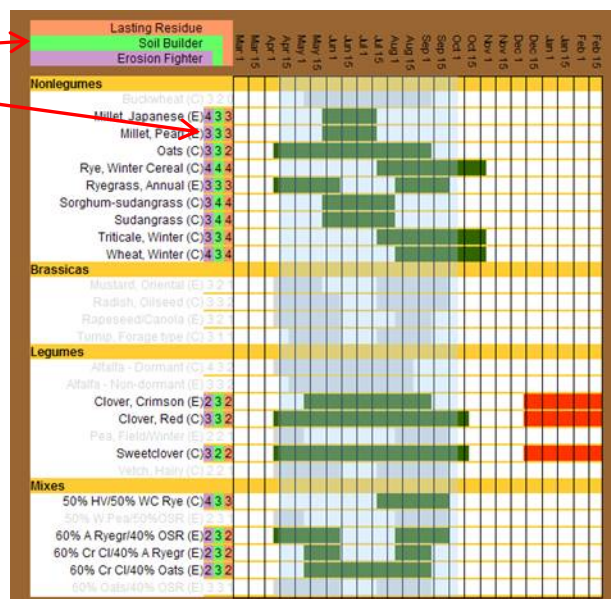 Lasting Residue
Soil Builder
Erosion Fighter
Mar 1
Mar 15
Apr 1
Apr 15
May 1
May 15
Jun 1
Jun 15
Jul 1
Jul 15
Aug 1
Aug 15
Sep 1
Sep 15
Oct 1
Oct 15
Nov 1
Nov 15
Dec 1
Dec 15
Jan 1
Jan 15
Feb 1
Feb 15
Nonlegumes
Buckwheat (C) 3 2 0
Millet, Japanese (E) 4 3 3
Millet, Pearl (E) 3 3 3
Oats (C) 3 3 2
Rye, Winter Cereal (C) 4 4 4
Ryegrass, Annual (E) 3 3 3
Sorghum-sudangrass (C) 3 4 4
Sudangrass (C) 3 4 4
Triticale, Winter (C) 3 3 4
Wheat, Winter (C) 4 3 4
Brassicas
Mustard, Oriental (E) 3 2 1
Radish, Oilseed (C) 3 3 2
Rapeseed/Canola (E) 3 2 1
Turnip, Forage type (C) 3 1 1
Legumes
Alfalfa - Dormant (C) 4 3 2
Alfalfa - Non-dormant (E) 3 3 2
Clover, Crimson (E) 2 3 2
Clover, Red (C) 3 3 2
Pea, Field/Winter (E) 2 2 1
Sweetclover (C) 3 2 2
Vetch, Hairy (C) 2 2 1
Mixes
50% HV/50% WC Rye (C) 4 3 3
50% W.Pea/50%OSR (E) 2 3
60% A Ryegr/40% OSR (E) 2 3 2
60% Cr Cl/40% A Ryegr (E) 2 3 2
60% Cr Cl/40% Oats (E) 2 3 2
60% Oats/40% OSR (E) 3 3 1